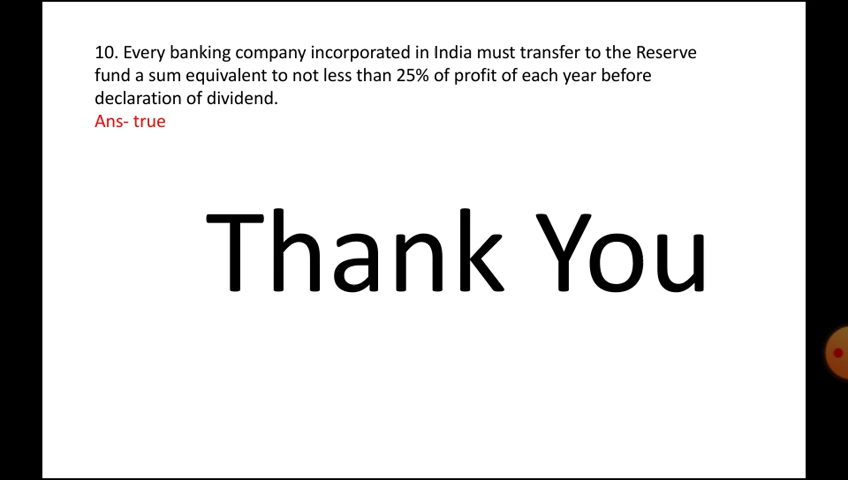 10. Every banking company incorporated in India must transfer to the Reserve
fund a sum equivalent to not less than 25% of profit of each year before
declaration of dividend.
Ans- true
Thank You